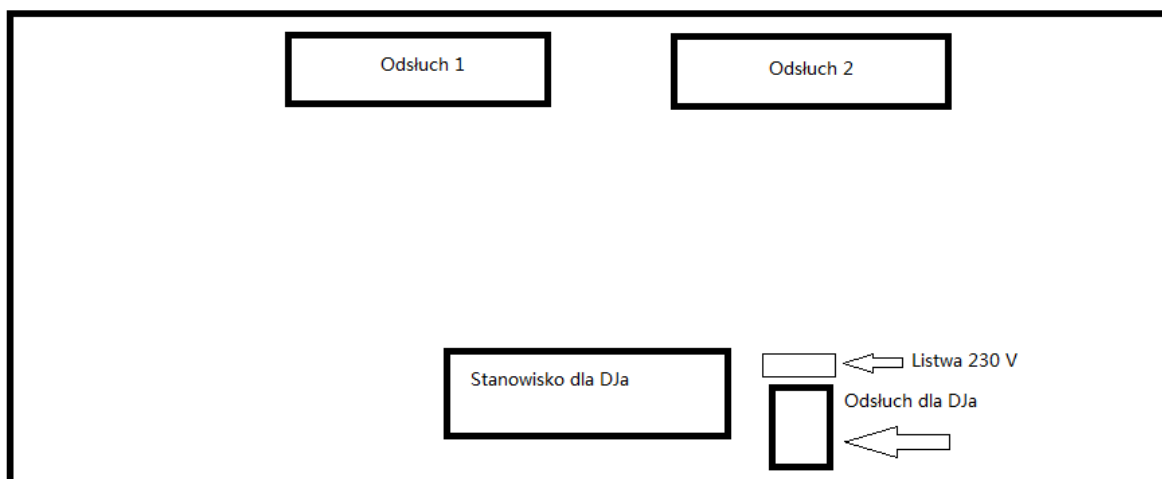 Odsłuch 1
Odsłuch 2
Listwa 230 V
Stanowisko dla DJa
Odsłuch dla DJa